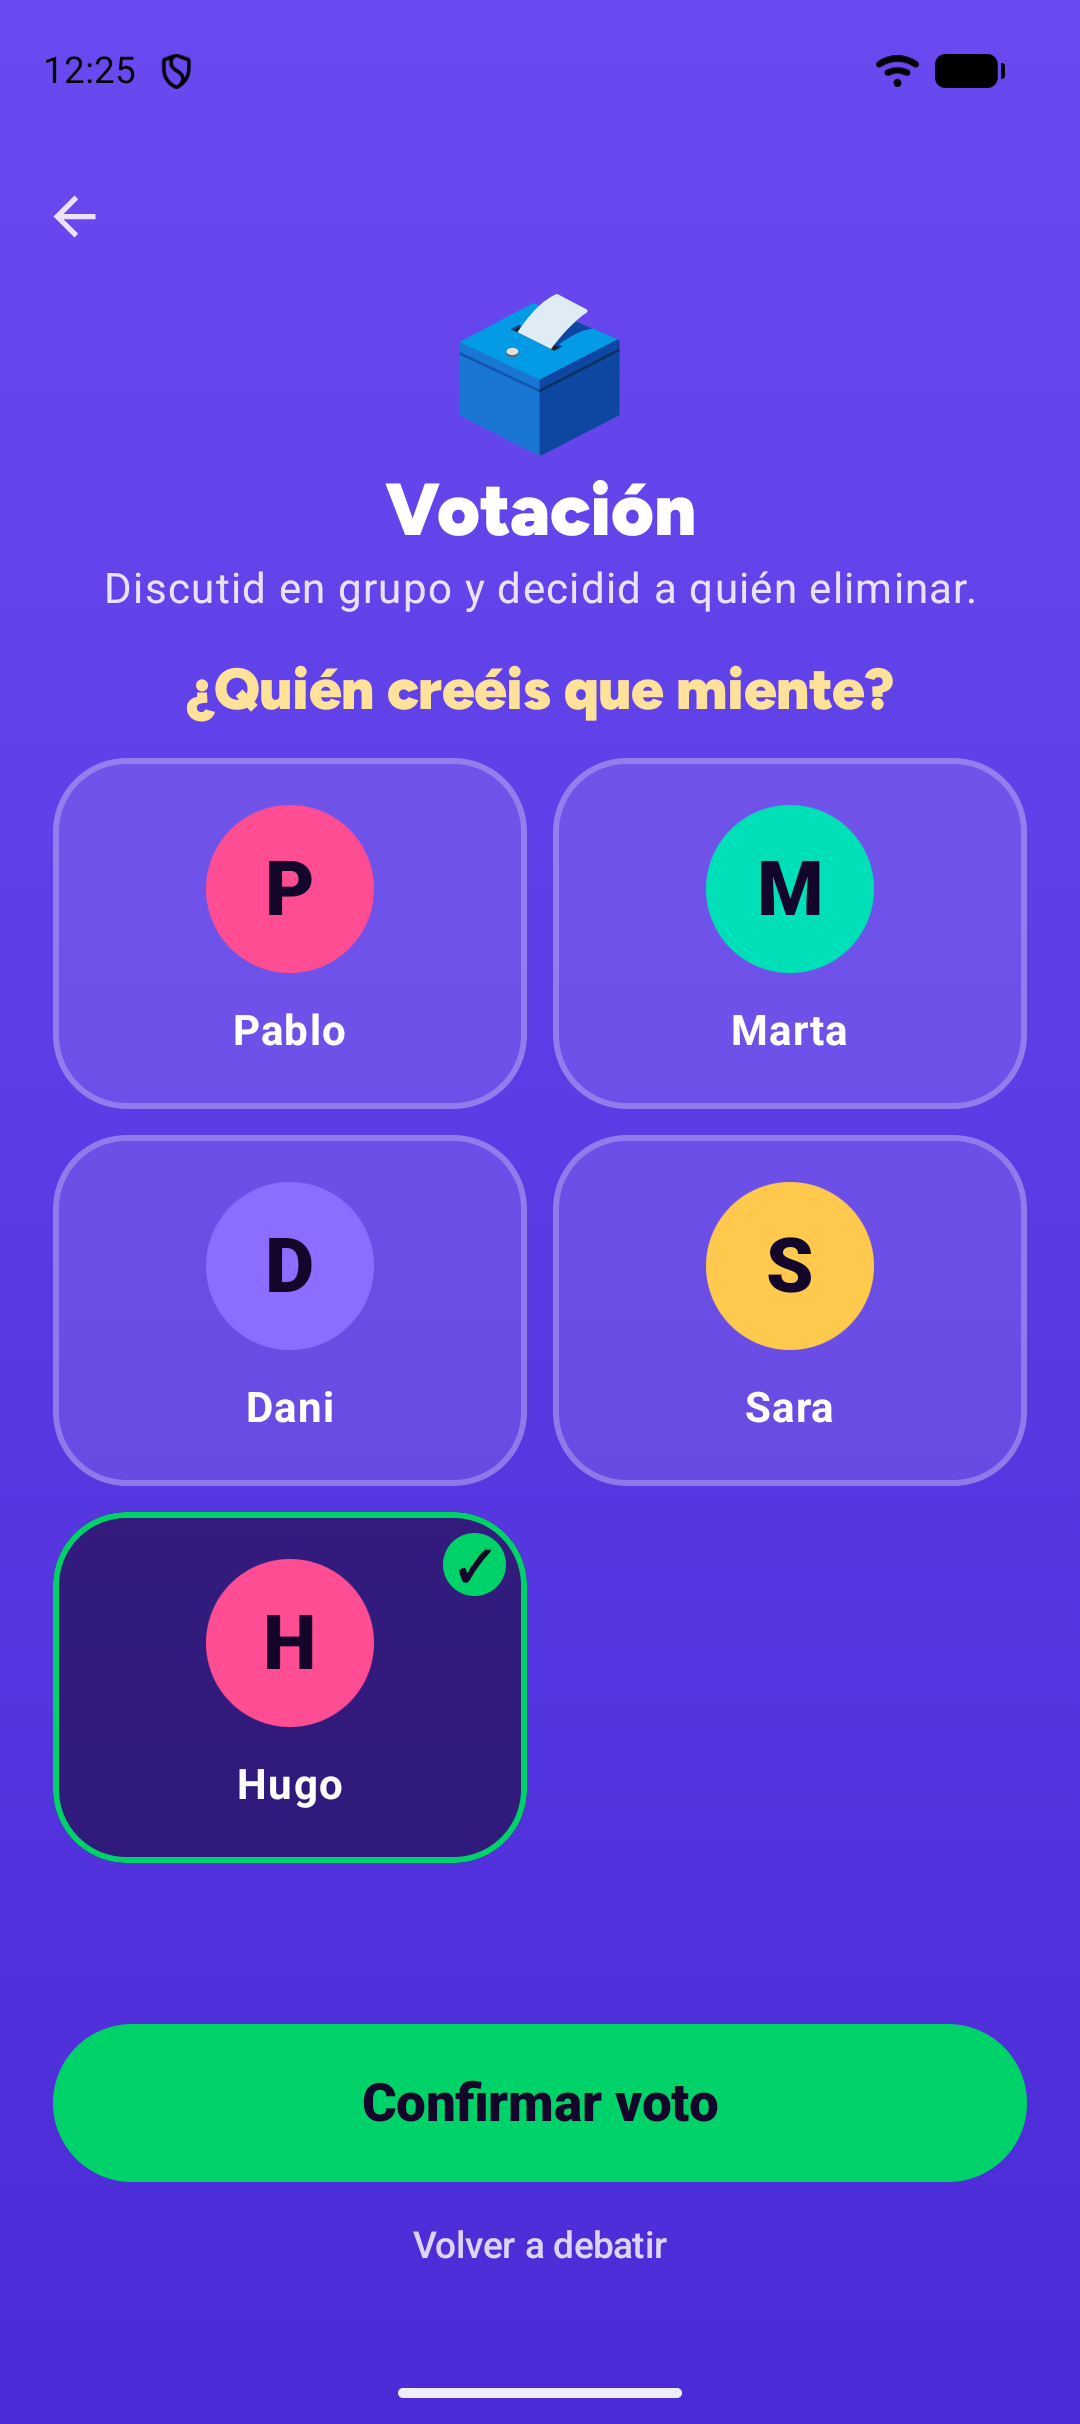 12:25
Votación
Discutid en grupo y decidid a quién eliminar.
¿Quién creéis que miente?
P
M
Pablo
Marta
D
S
Dani
Sara
✓
H
Hugo
Confirmar voto
Volver a debatir